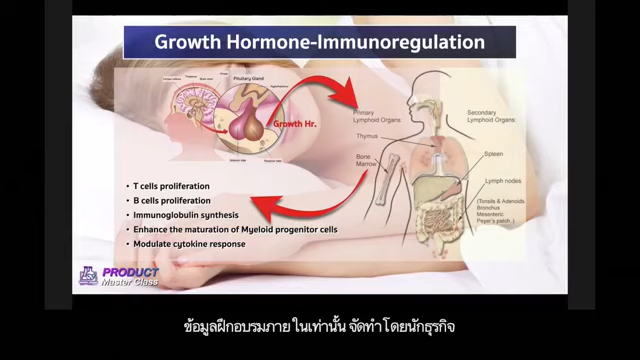 Growth Hormone-Immunoregulation
Pituitary Gland
Growth Hr.
Primary
Lymphoid Organs:
Thymus
Bone
Marrow
Secondary
Lymphoid Organs:
Spleen
Lymph nodes
(Tonsils & Adenoids
Bronchus
Mesenteric
Peyer's patch..)
• T cells proliferation
• B cells proliferation
• Immunoglobulin synthesis
• Enhance the maturation of Myeloid progenitor cells
• Modulate cytokine response
PRODUCT
Master Class
ข้อมูลฝึกอบรมภาย ในเท่านั้น จัดทำโดยนักธุรกิจ